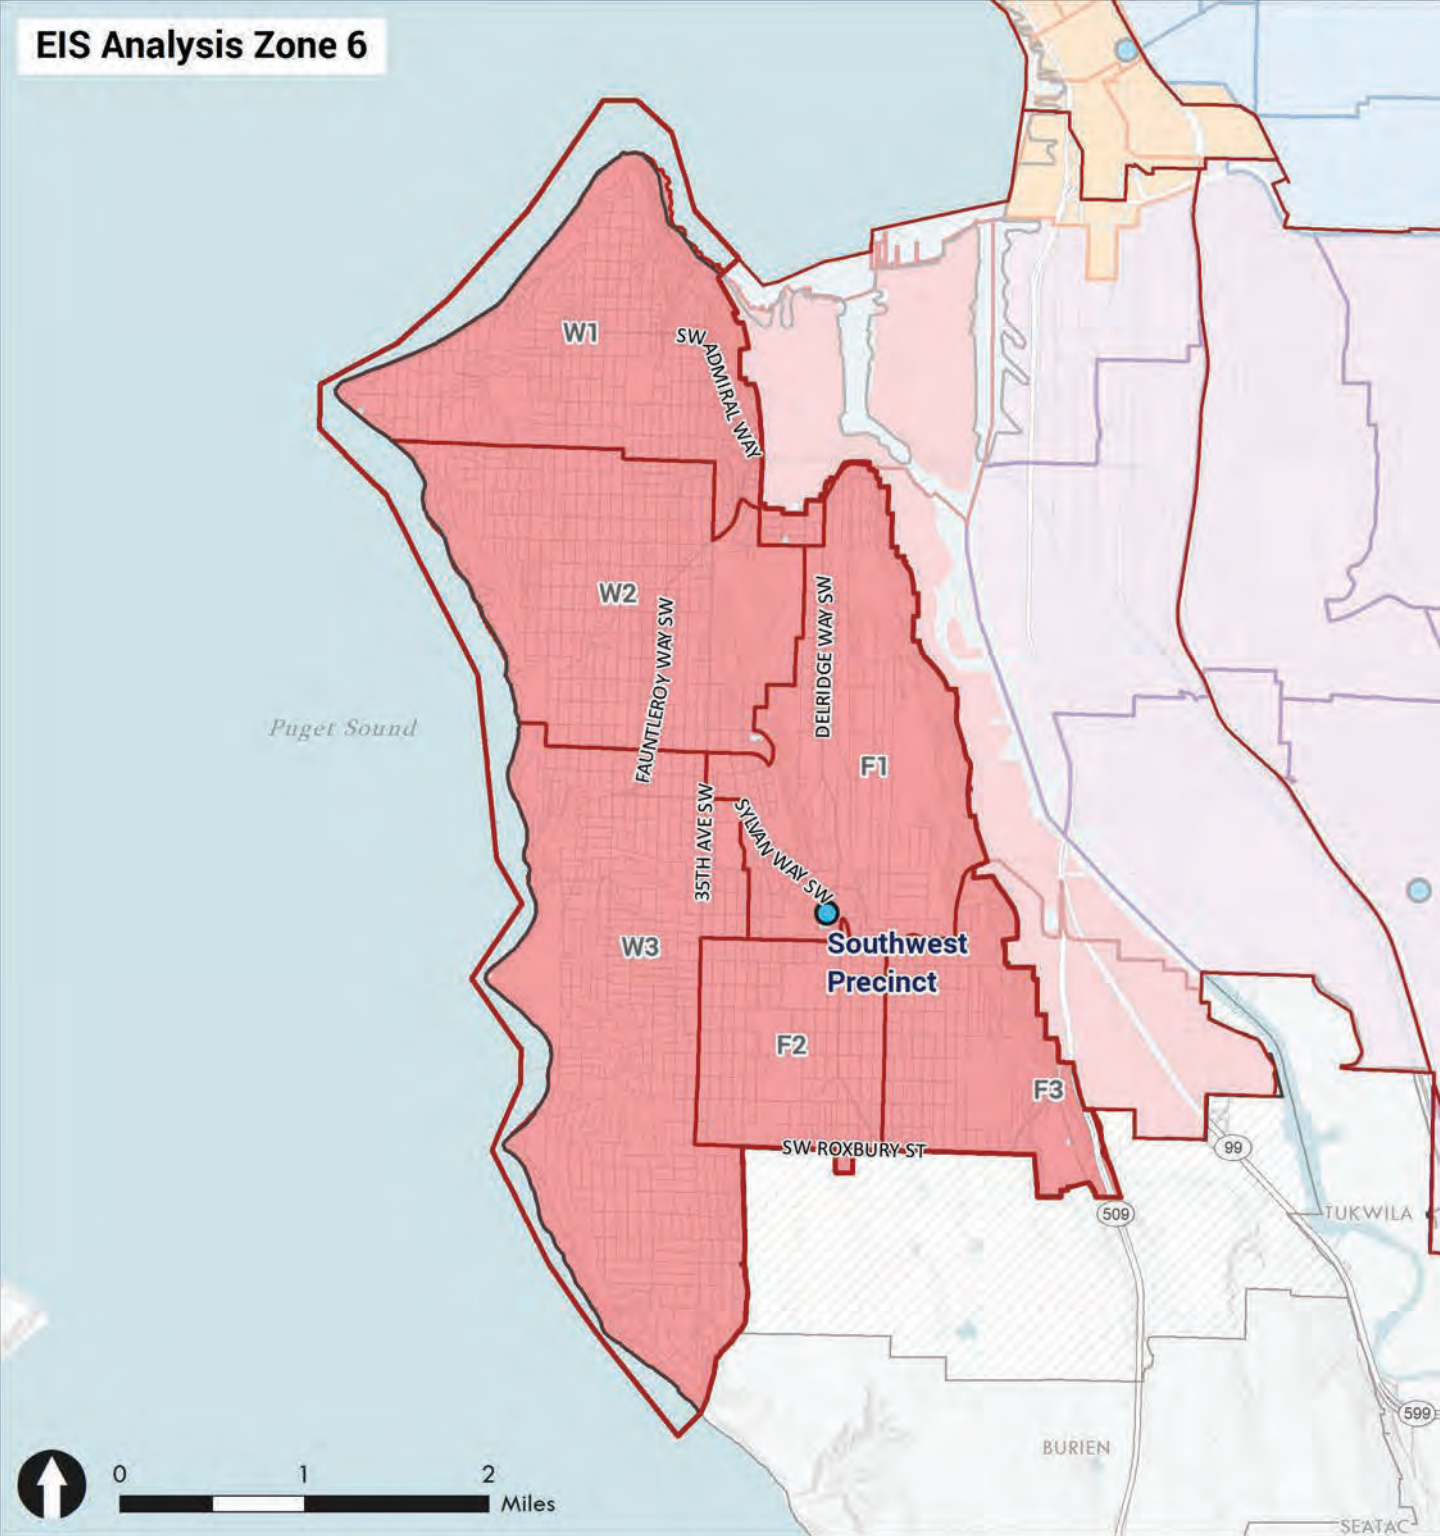 EIS Analysis Zone 6
W1
SW ADMIRAL WAY
W2
FAUNTLEROY WAY SW
DELRIDGE WAY SW
Puget Sound
F1
35TH AVE SW
SYLVAN WAY SW
W3
Southwest
Precinct
F2
F3
SW ROXBURY ST
99
509
TUKWILA
599
BURIEN
0 1 2
Miles
SEATAC